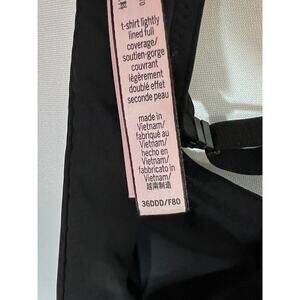 t-shirt lightly
lined full
coverage/
soutien-gorge
couvrant
légèrement
doublé effet
seconde peau
made in
Vietnam/
fabriqué au
Vietnam/
hecho en
Vietnam/
fabbricato in
Vietnam/
越南制造
36DDD/F80